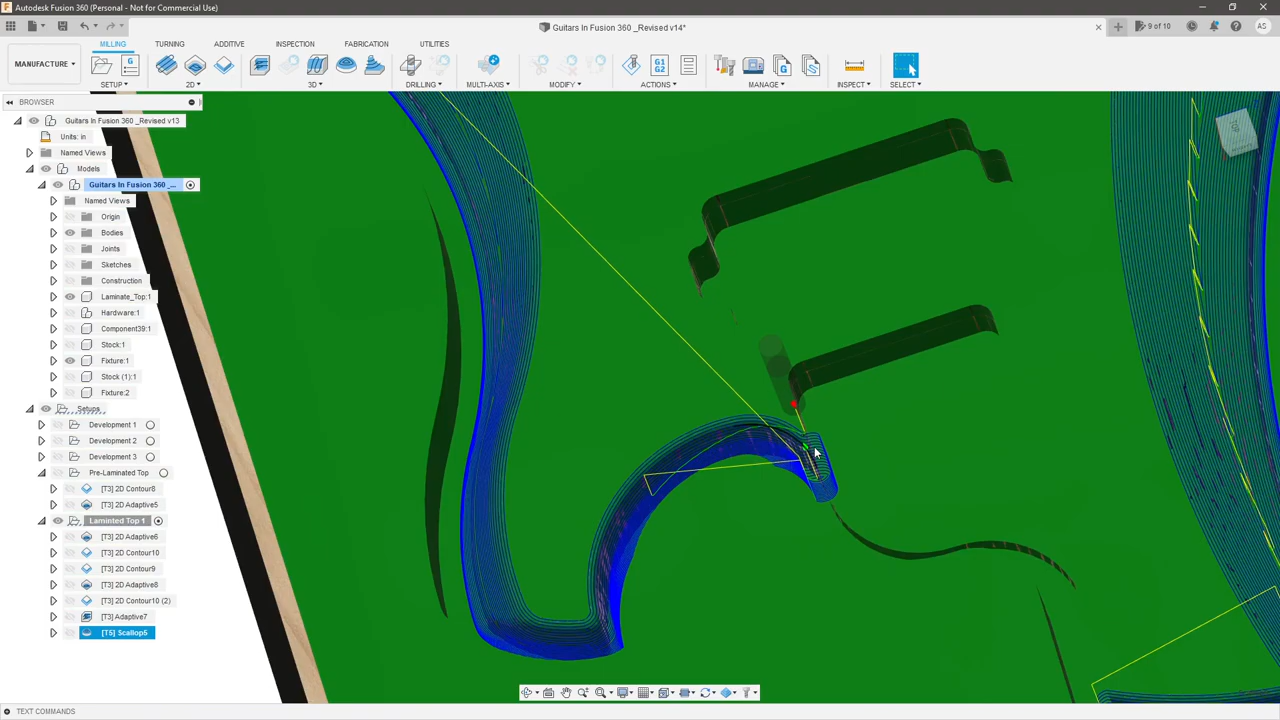 Autodesk Fusion 360 (Personal - Not for Commercial Use)
Guitars In Fusion 360 _Revised v14*
9 of 10
AS
MILLING TURNING ADDITIVE INSPECTION FABRICATION UTILITIES
MANUFACTURE
G1
G2
SETUP 2D 3D DRILLING MULTI-AXIS MODIFY ACTIONS MANAGE INSPECT SELECT
BROWSER
Guitars In Fusion 360 _Revised v13
Units: in
Named Views
Models
Guitars In Fusion 360 _...
Named Views
Origin
Bodies
Joints
Sketches
Construction
Laminate_Top:1
Hardware:1
Component39:1
Stock:1
Fixture:1
Stock (1):1
Fixture:2
Setups
Development 1
Development 2
Development 3
Pre-Laminated Top
[T3] 2D Contour8
[T3] 2D Adaptive5
Laminted Top 1
[T3] 2D Adaptive6
[T3] 2D Contour10
[T3] 2D Contour9
[T3] 2D Adaptive8
[T3] 2D Contour10 (2)
[T3] Adaptive7
[T5] Scallop5
TEXT COMMANDS